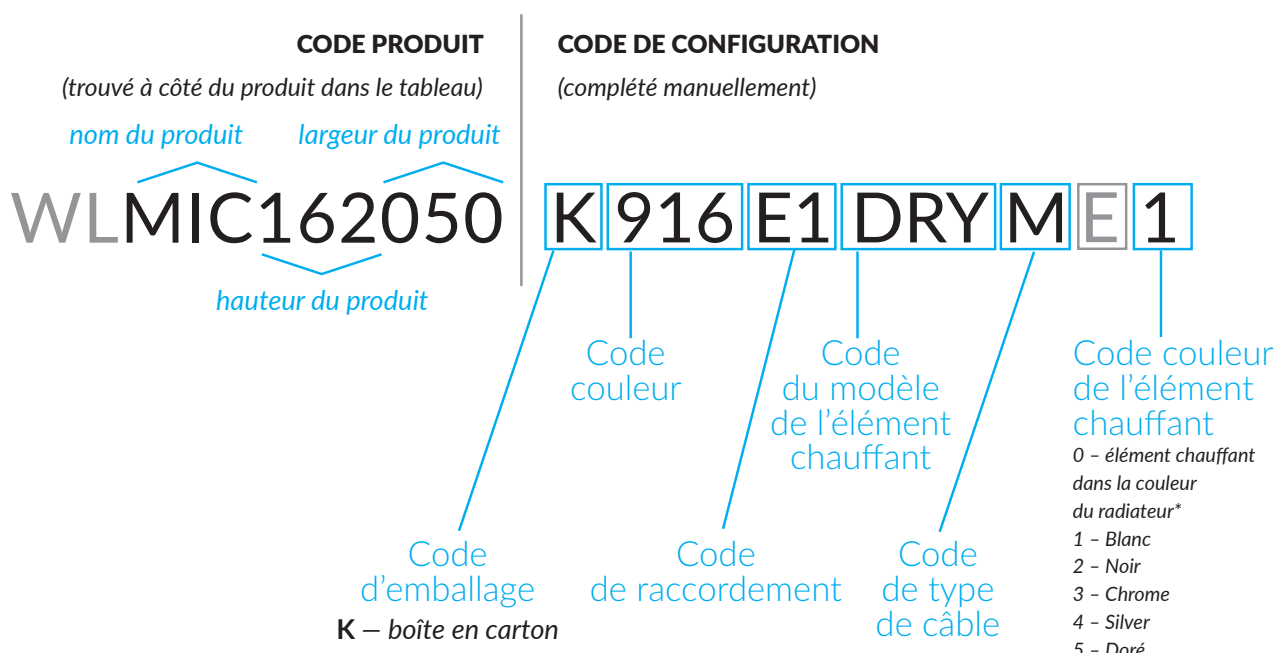 CODE PRODUIT
(trouvé à côté du produit dans le tableau)
nom du produit
largeur du produit
CODE DE CONFIGURATION
(complété manuellement)
WLMIC162050
K 916 E1 DRY M E 1
hauteur du produit
Code
couleur
Code
du modèle
de l'élément
chauffant
Code couleur
de l'élément
chauffant
0 – élément chauffant
dans la couleur
du radiateur*
1 – Blanc
2 – Noir
3 – Chrome
4 – Silver
5 – Doré
Code
d'emballage
K — boîte en carton
Code
de raccordement
Code
de type
de câble